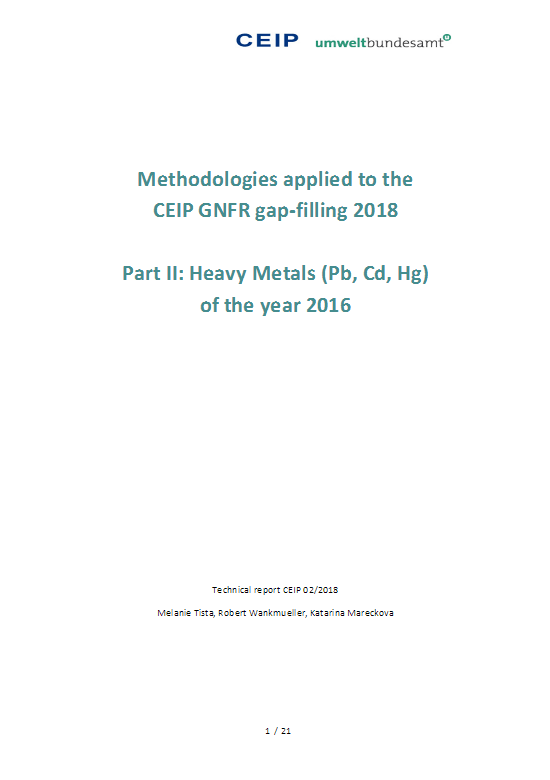 CEIP umweltbundesamt
Methodologies applied to the
CEIP GNFR gap-filling 2018
Part II: Heavy Metals (Pb, Cd, Hg)
of the year 2016
Technical report CEIP 02/2018
Melanie Tista, Robert Wankmueller, Katarina Mareckova
1 / 21